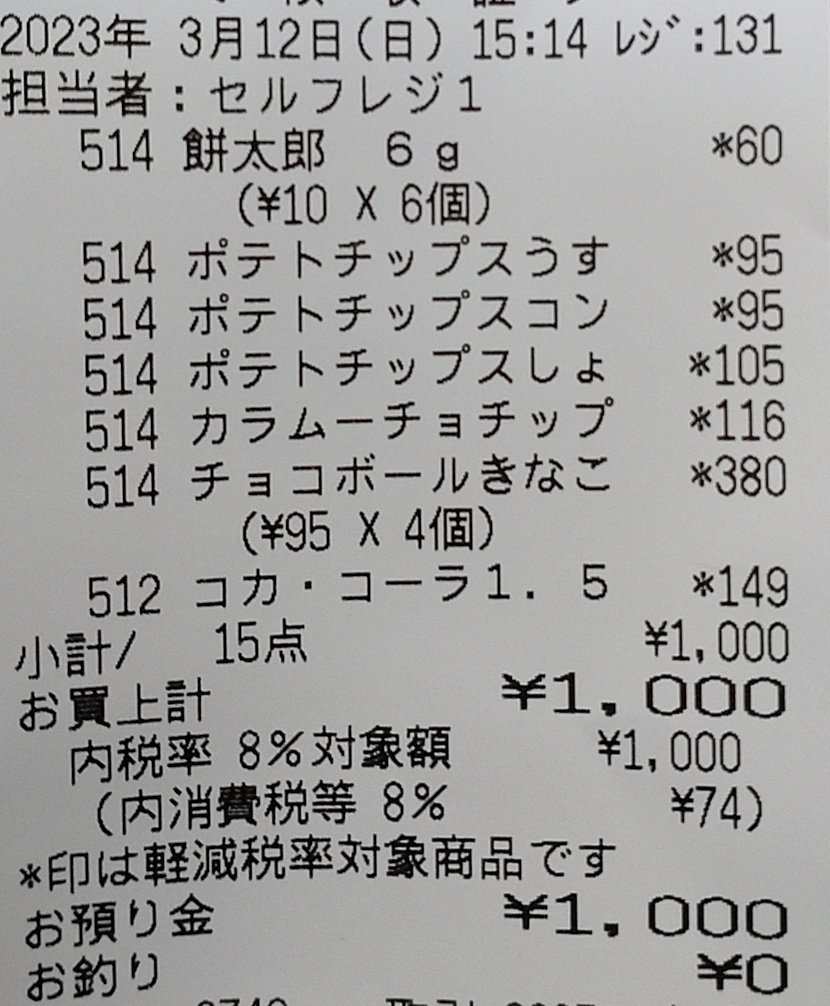 2023年 3月12日(日) 15:14 ﾚｼﾞ:131
担当者:セルフレジ1
514 餅太郎 6g *60
(¥10 X 6個)
514 ポテトチップスうす *95
514 ポテトチップスコン *95
514 ポテトチップスしょ *105
514 カラムーチョチップ *116
514 チョコボールきなこ *380
(¥95 X 4個)
512 コカ・コーラ1.5 *149
小計/ 15点 ¥1,000
お買上計 ¥1,000
内税率 8%対象額 ¥1,000
(内消費税等 8% ¥74)
*印は軽減税率対象商品です
お預り金 ¥1,000
お釣り ¥0